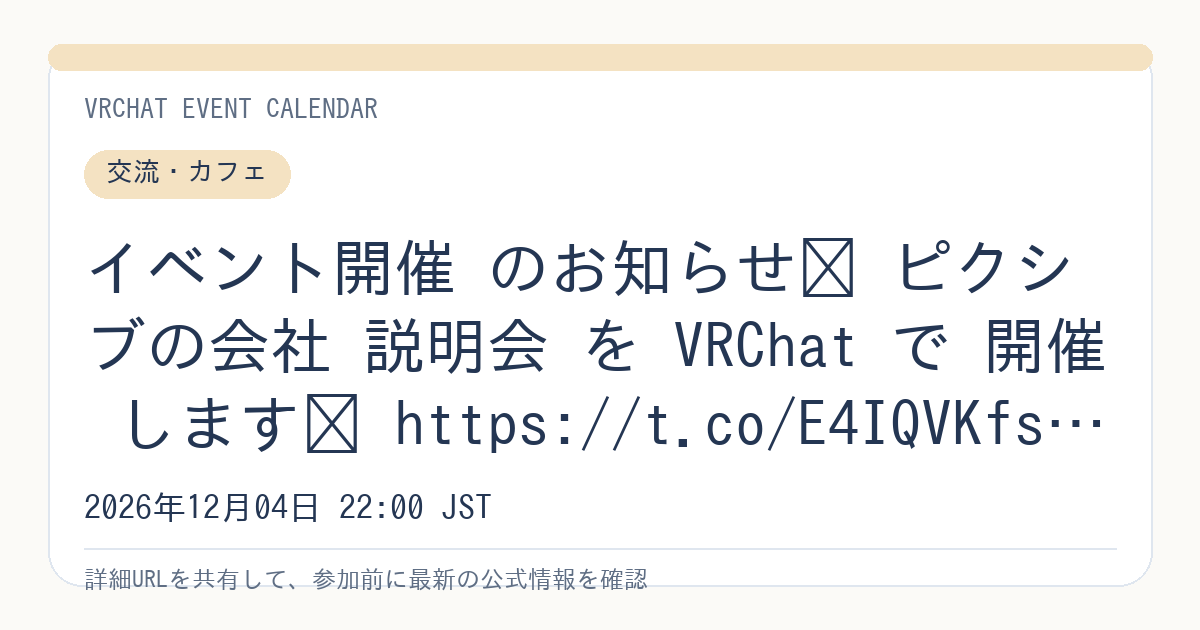 VRCHAT EVENT CALENDAR
交流・カフェ
イベント開催 のお知らせ ピクシ
ブの会社 説明会 を VRChat で 開催
します https://t.co/E4IQVKfs…
2026年12月04日 22:00 JST
詳細URLを共有して、参加前に最新の公式情報を確認